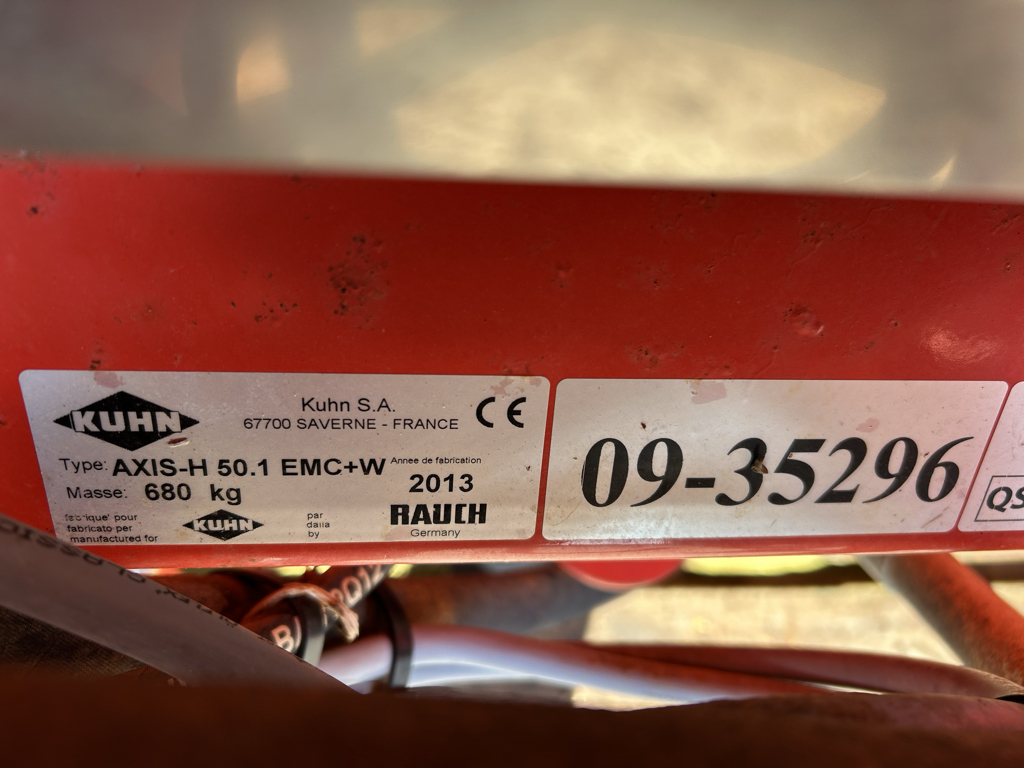 KUHN
Kuhn S.A.
67700 SAVERNE - FRANCE
CE
Type: AXIS-H 50.1 EMC+W
Année de fabrication
2013
Masse: 680 kg
fabriqué pour
fabricato per
manufactured for
KUHN
par
dalla
by
RAUCH
Germany
09-35296
QS